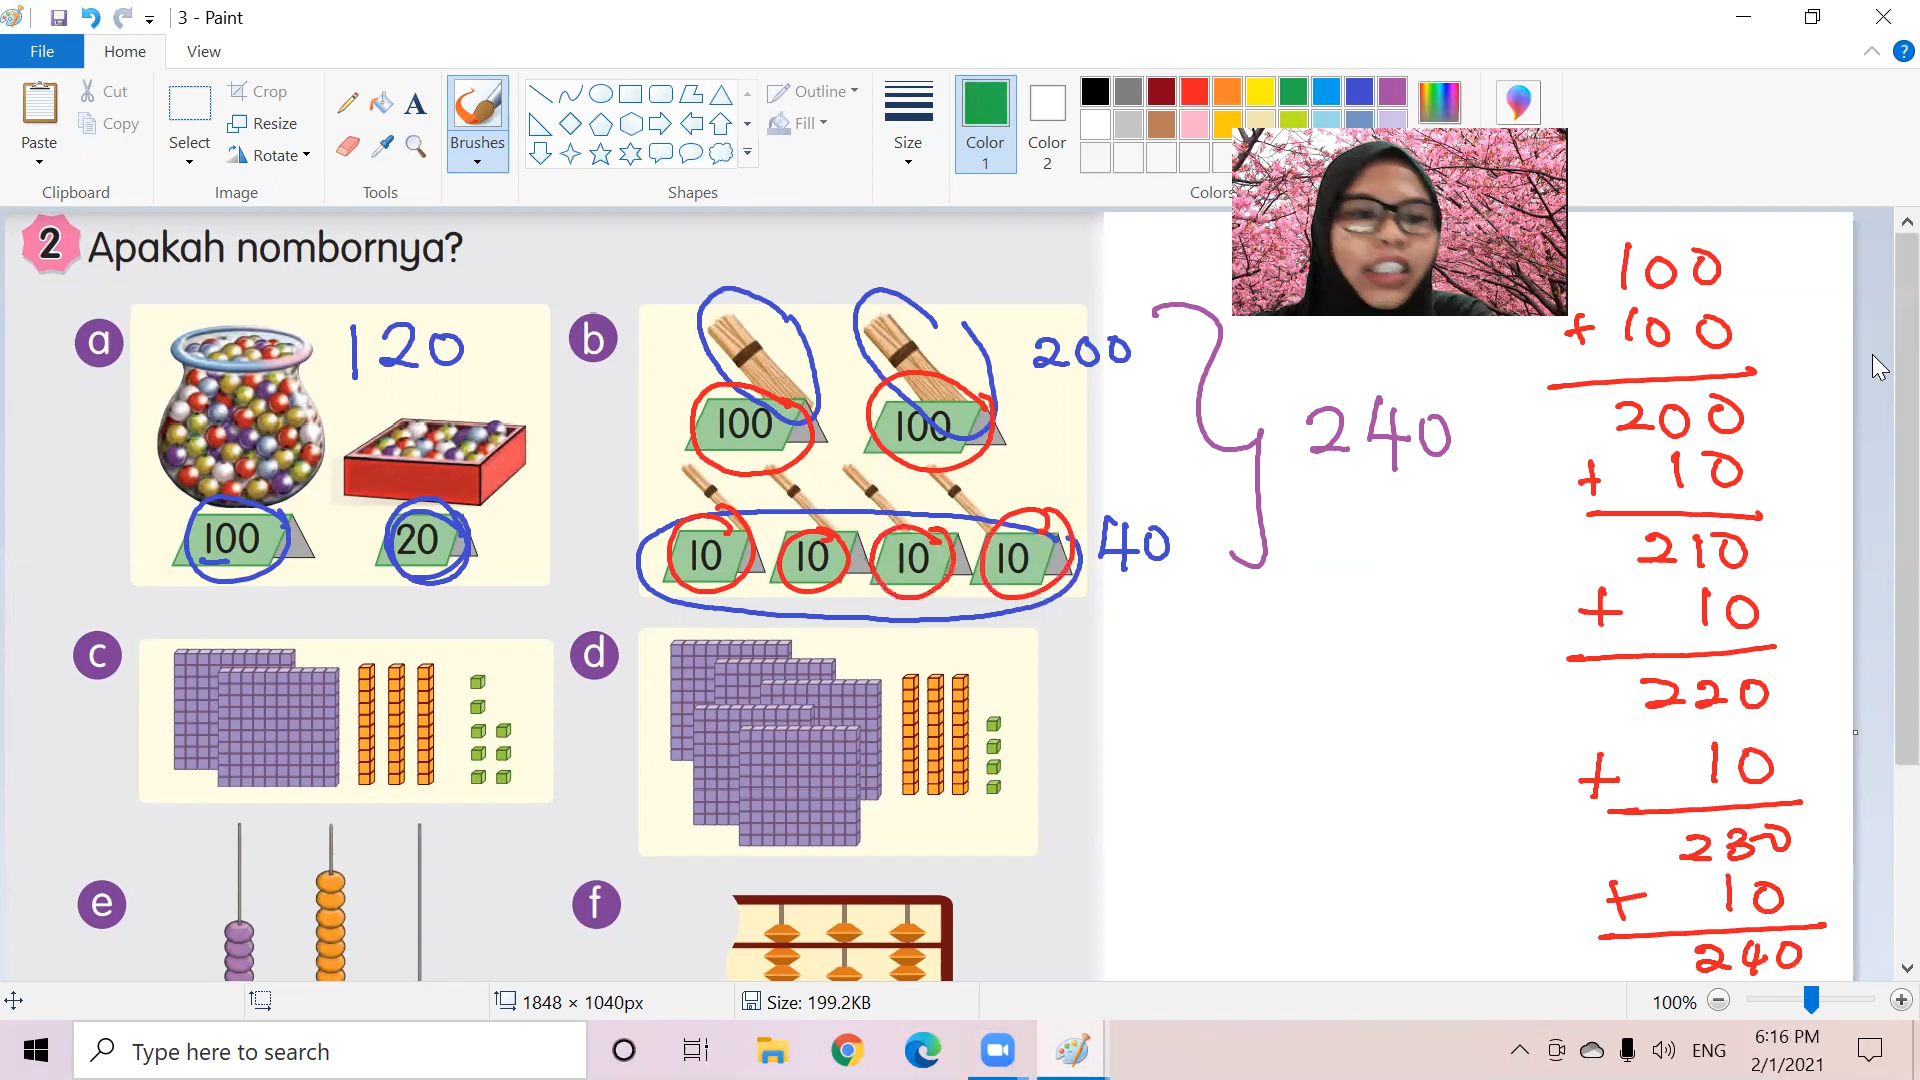 3 - Paint
File
Home
View
Paste
Cut
Copy
Clipboard
Select
Crop
Resize
Rotate
Image
A
Tools
Brushes
Shapes
Outline
Fill
Size
Color
1
Color
2
Colors
2 Apakah nombornya?
a
120
100
20
b
100
100
200
10
10
10
10
40
240
c
d
e
f
100
+ 100
200
+ 10
210
+ 10
220
+ 10
230
+ 10
240
1848 × 1040px
Size: 199.2KB
100%
Type here to search
ENG
6:16 PM
2/1/2021